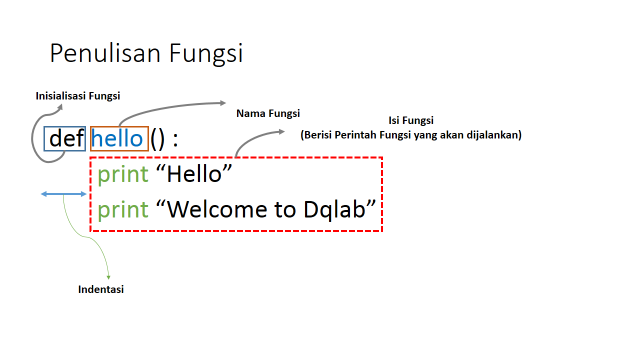 Penulisan Fungsi
Inisialisasi Fungsi
Nama Fungsi
Isi Fungsi
(Berisi Perintah Fungsi yang akan dijalankan)
def hello () :
print “Hello”
print “Welcome to Dqlab”
Indentasi